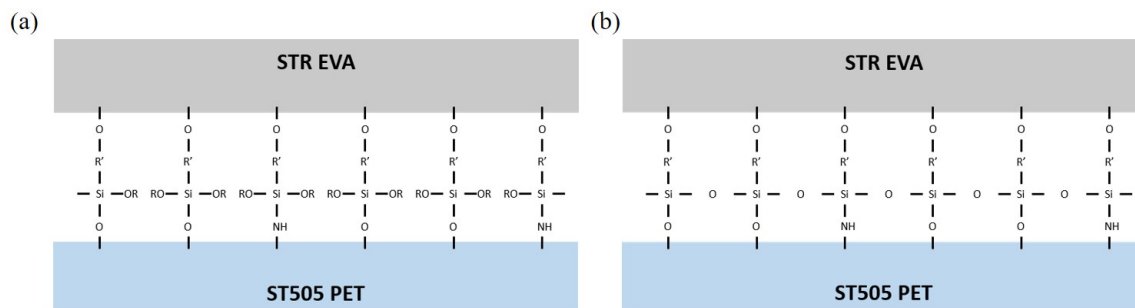 (a)
STR EVA
O O O O O O
R’ R’ R’ R’ R’ R’
Si OR RO Si OR RO Si OR RO Si OR RO Si OR RO Si
O O NH O O NH
ST505 PET
(b)
STR EVA
O O O O O O
R’ R’ R’ R’ R’ R’
Si O Si O Si O Si O Si O Si
O O NH O O NH
ST505 PET